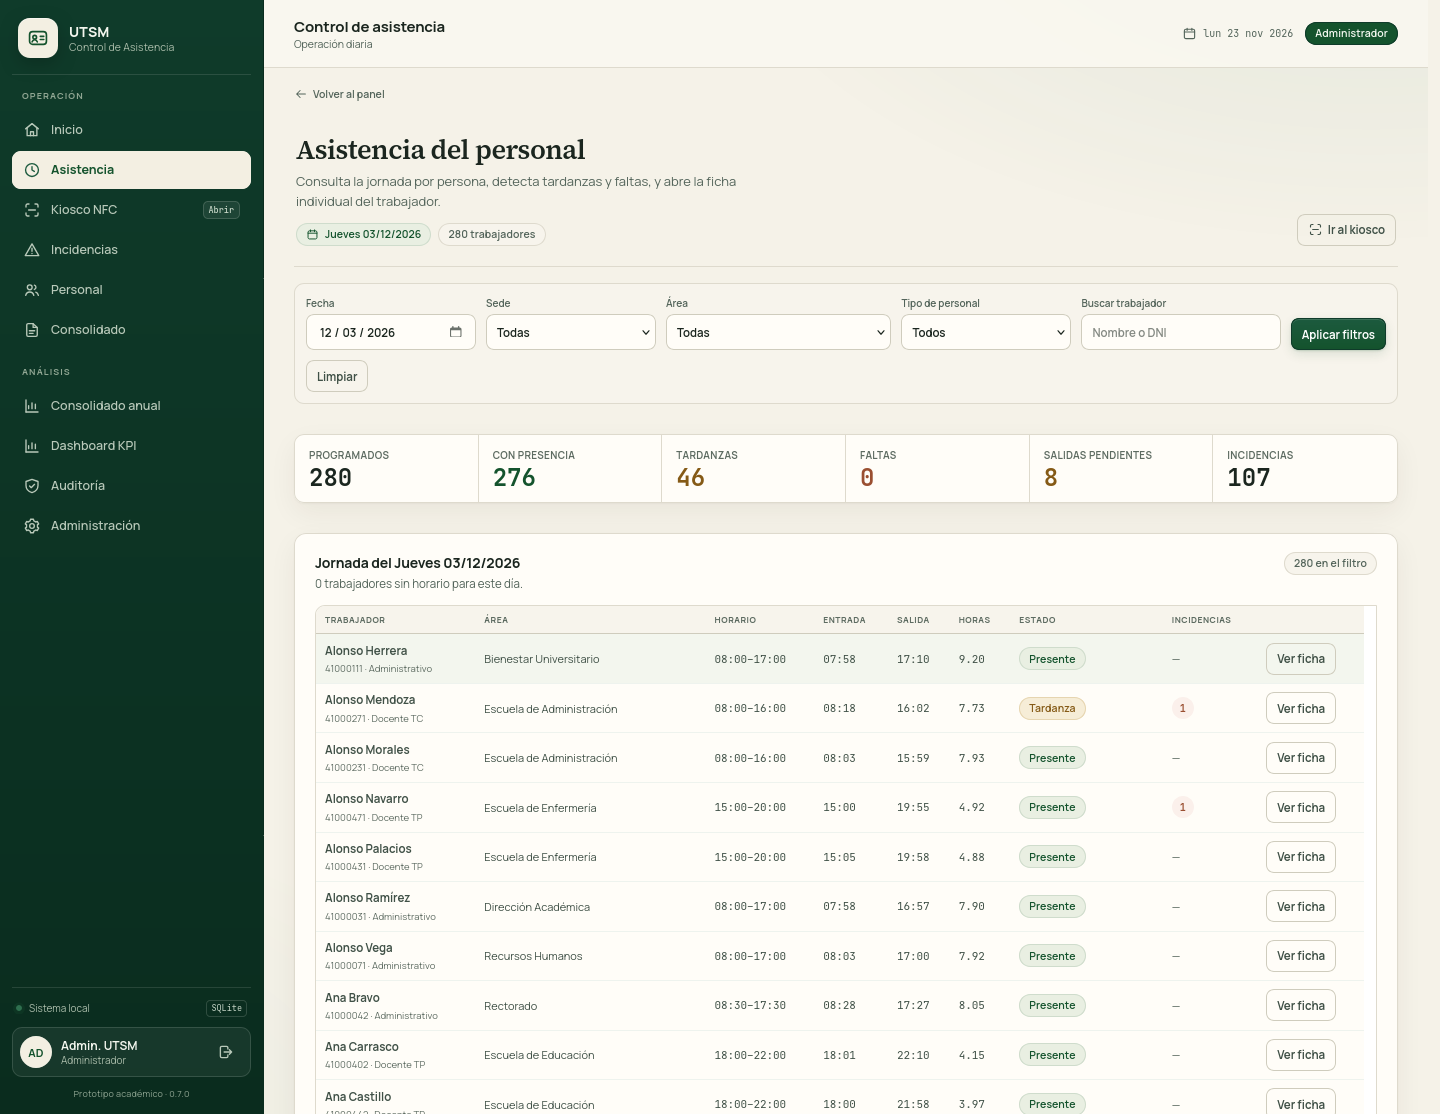 UTSM
Control de Asistencia
OPERACIÓN
Inicio
Asistencia
Kiosco NFC Abrir
Incidencias
Personal
Consolidado
ANÁLISIS
Consolidado anual
Dashboard KPI
Auditoría
Administración
Sistema local SQLite
AD Admin. UTSM
Administrador
Prototipo académico · 0.7.0
Control de asistencia
Operación diaria
lun 23 nov 2026 Administrador
Volver al panel
Asistencia del personal
Consulta la jornada por persona, detecta tardanzas y faltas, y abre la ficha
individual del trabajador.
Jueves 03/12/2026 280 trabajadores
Ir al kiosco
Fecha Sede Área Tipo de personal Buscar trabajador
12 / 03 / 2026 Todas Todas Todos Nombre o DNI Aplicar filtros
Limpiar
PROGRAMADOS CON PRESENCIA TARDANZAS FALTAS SALIDAS PENDIENTES INCIDENCIAS
280 276 46 0 8 107
Jornada del Jueves 03/12/2026
280 en el filtro
0 trabajadores sin horario para este día.
TRABAJADOR ÁREA HORARIO ENTRADA SALIDA HORAS ESTADO INCIDENCIAS
Alonso Herrera
41000111 · Administrativo
Bienestar Universitario 08:00–17:00 07:58 17:10 9.20 Presente — Ver ficha
Alonso Mendoza
41000271 · Docente TC
Escuela de Administración 08:00–16:00 08:18 16:02 7.73 Tardanza 1 Ver ficha
Alonso Morales
41000231 · Docente TC
Escuela de Administración 08:00–16:00 08:03 15:59 7.93 Presente — Ver ficha
Alonso Navarro
41000471 · Docente TP
Escuela de Enfermería 15:00–20:00 15:00 19:55 4.92 Presente 1 Ver ficha
Alonso Palacios
41000431 · Docente TP
Escuela de Enfermería 15:00–20:00 15:05 19:58 4.88 Presente — Ver ficha
Alonso Ramírez
41000031 · Administrativo
Dirección Académica 08:00–17:00 07:58 16:57 7.90 Presente — Ver ficha
Alonso Vega
41000071 · Administrativo
Recursos Humanos 08:00–17:00 08:03 17:00 7.92 Presente — Ver ficha
Ana Bravo
41000042 · Administrativo
Rectorado 08:30–17:30 08:28 17:27 8.05 Presente — Ver ficha
Ana Carrasco
41000402 · Docente TP
Escuela de Educación 18:00–22:00 18:01 22:10 4.15 Presente — Ver ficha
Ana Castillo
Escuela de Educación 18:00–22:00 18:00 21:58 3.97 Presente — Ver ficha